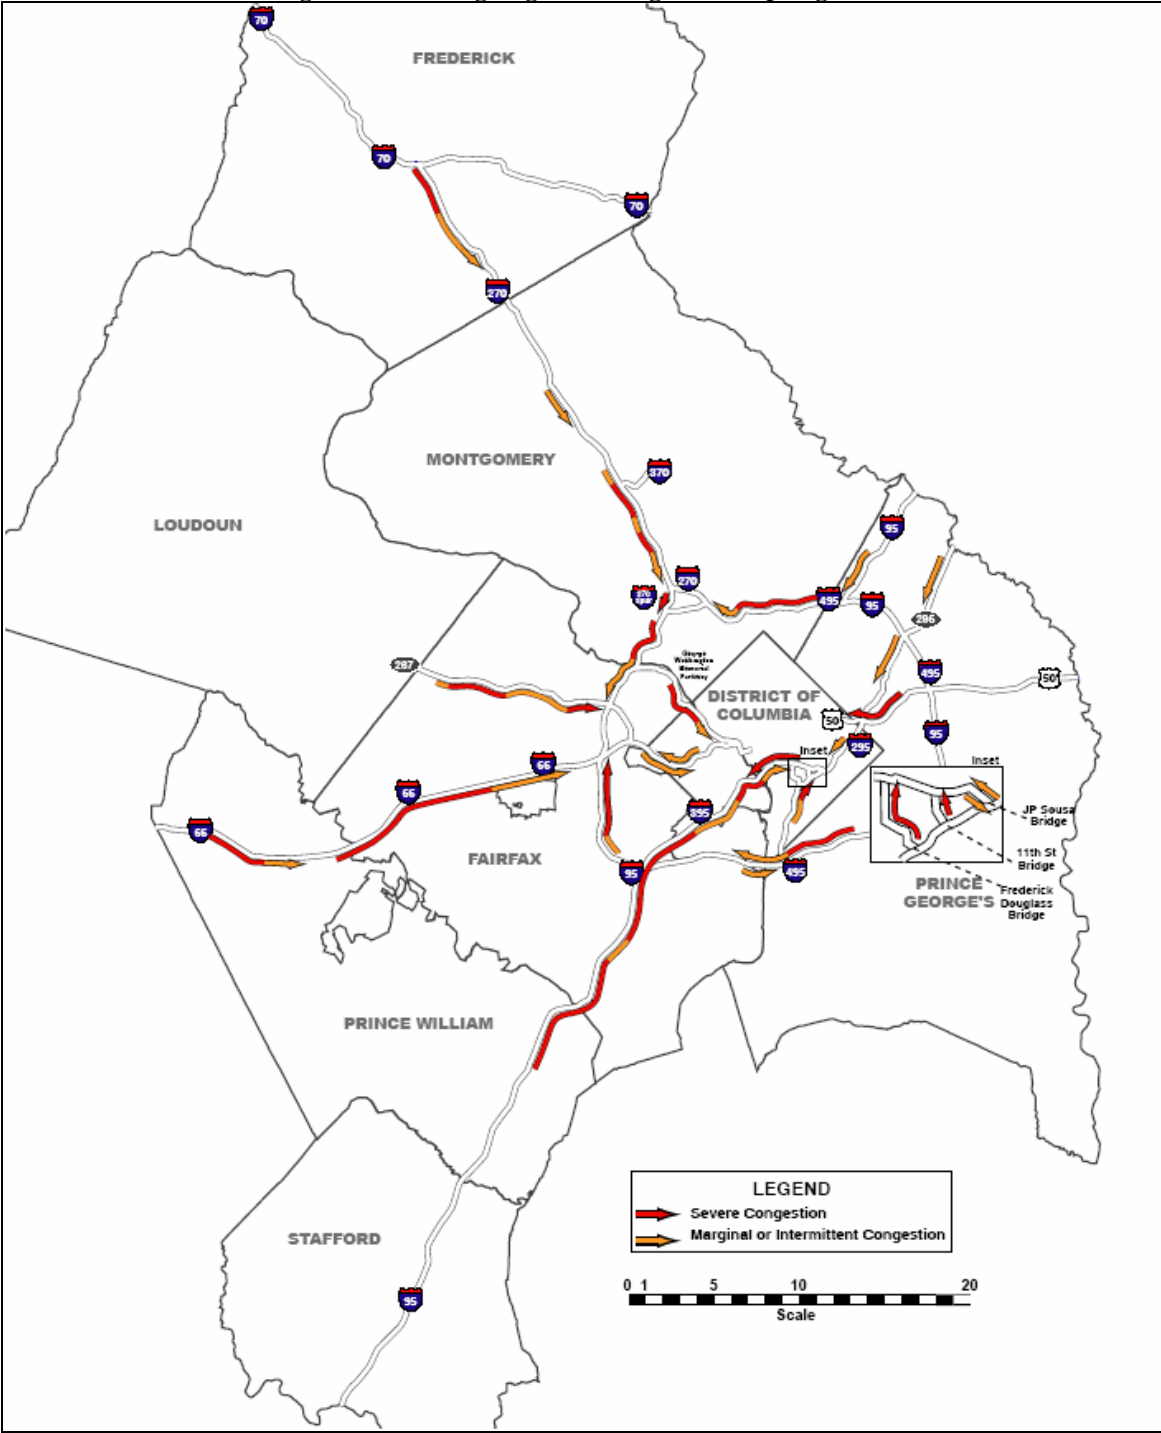 70
FREDERICK
70
70
270
MONTGOMERY
370
LOUDOUN
95
270
270
495
95
286
287
George
Washington
Memorial
Parkway
495
50
DISTRICT OF
COLUMBIA
50
95
295
Inset
66
Inset
66
395
JP Sousa
Bridge
66
11th St
Bridge
FAIRFAX
95
495
PRINCE
GEORGE'S
Frederick
Douglass
Bridge
PRINCE WILLIAM
LEGEND
Severe Congestion
Marginal or Intermittent Congestion
STAFFORD
0 1 5 10 20
Scale
95